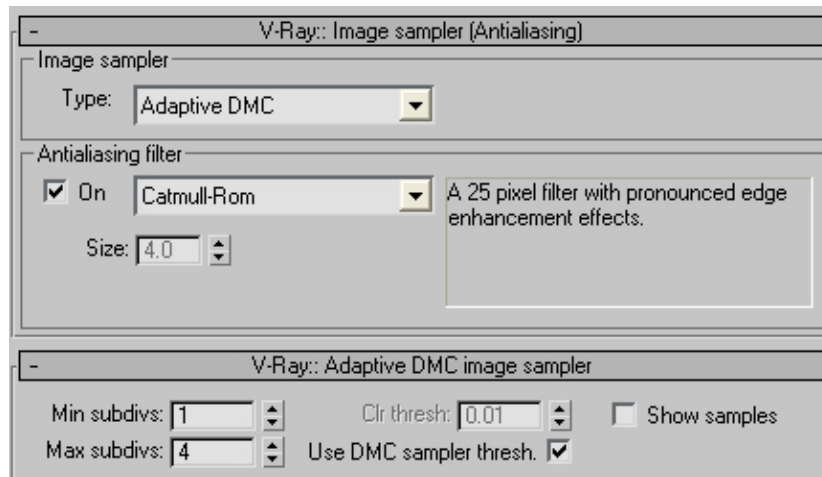 - V-Ray:: Image sampler (Antialiasing)
Image sampler
Type: Adaptive DMC
Antialiasing filter
On Catmull-Rom
A 25 pixel filter with pronounced edge
enhancement effects.
Size: 4.0
- V-Ray:: Adaptive DMC image sampler
Min subdivs: 1 Clr thresh: 0.01 Show samples
Max subdivs: 4 Use DMC sampler thresh.